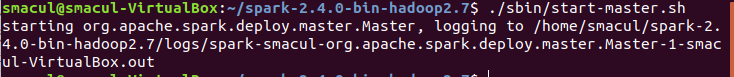 smacul@smacul-VirtualBox:~/spark-2.4.0-bin-hadoop2.7$ ./sbin/start-master.sh
starting org.apache.spark.deploy.master.Master, logging to /home/smacul/spark-2.
4.0-bin-hadoop2.7/logs/spark-smacul-org.apache.spark.deploy.master.Master-1-smac
ul-VirtualBox.out